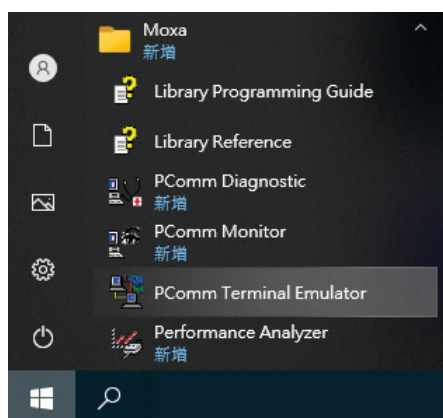 Moxa
新增
Library Programming Guide
Library Reference
PComm Diagnostic
新增
PComm Monitor
新增
PComm Terminal Emulator
Performance Analyzer
新增